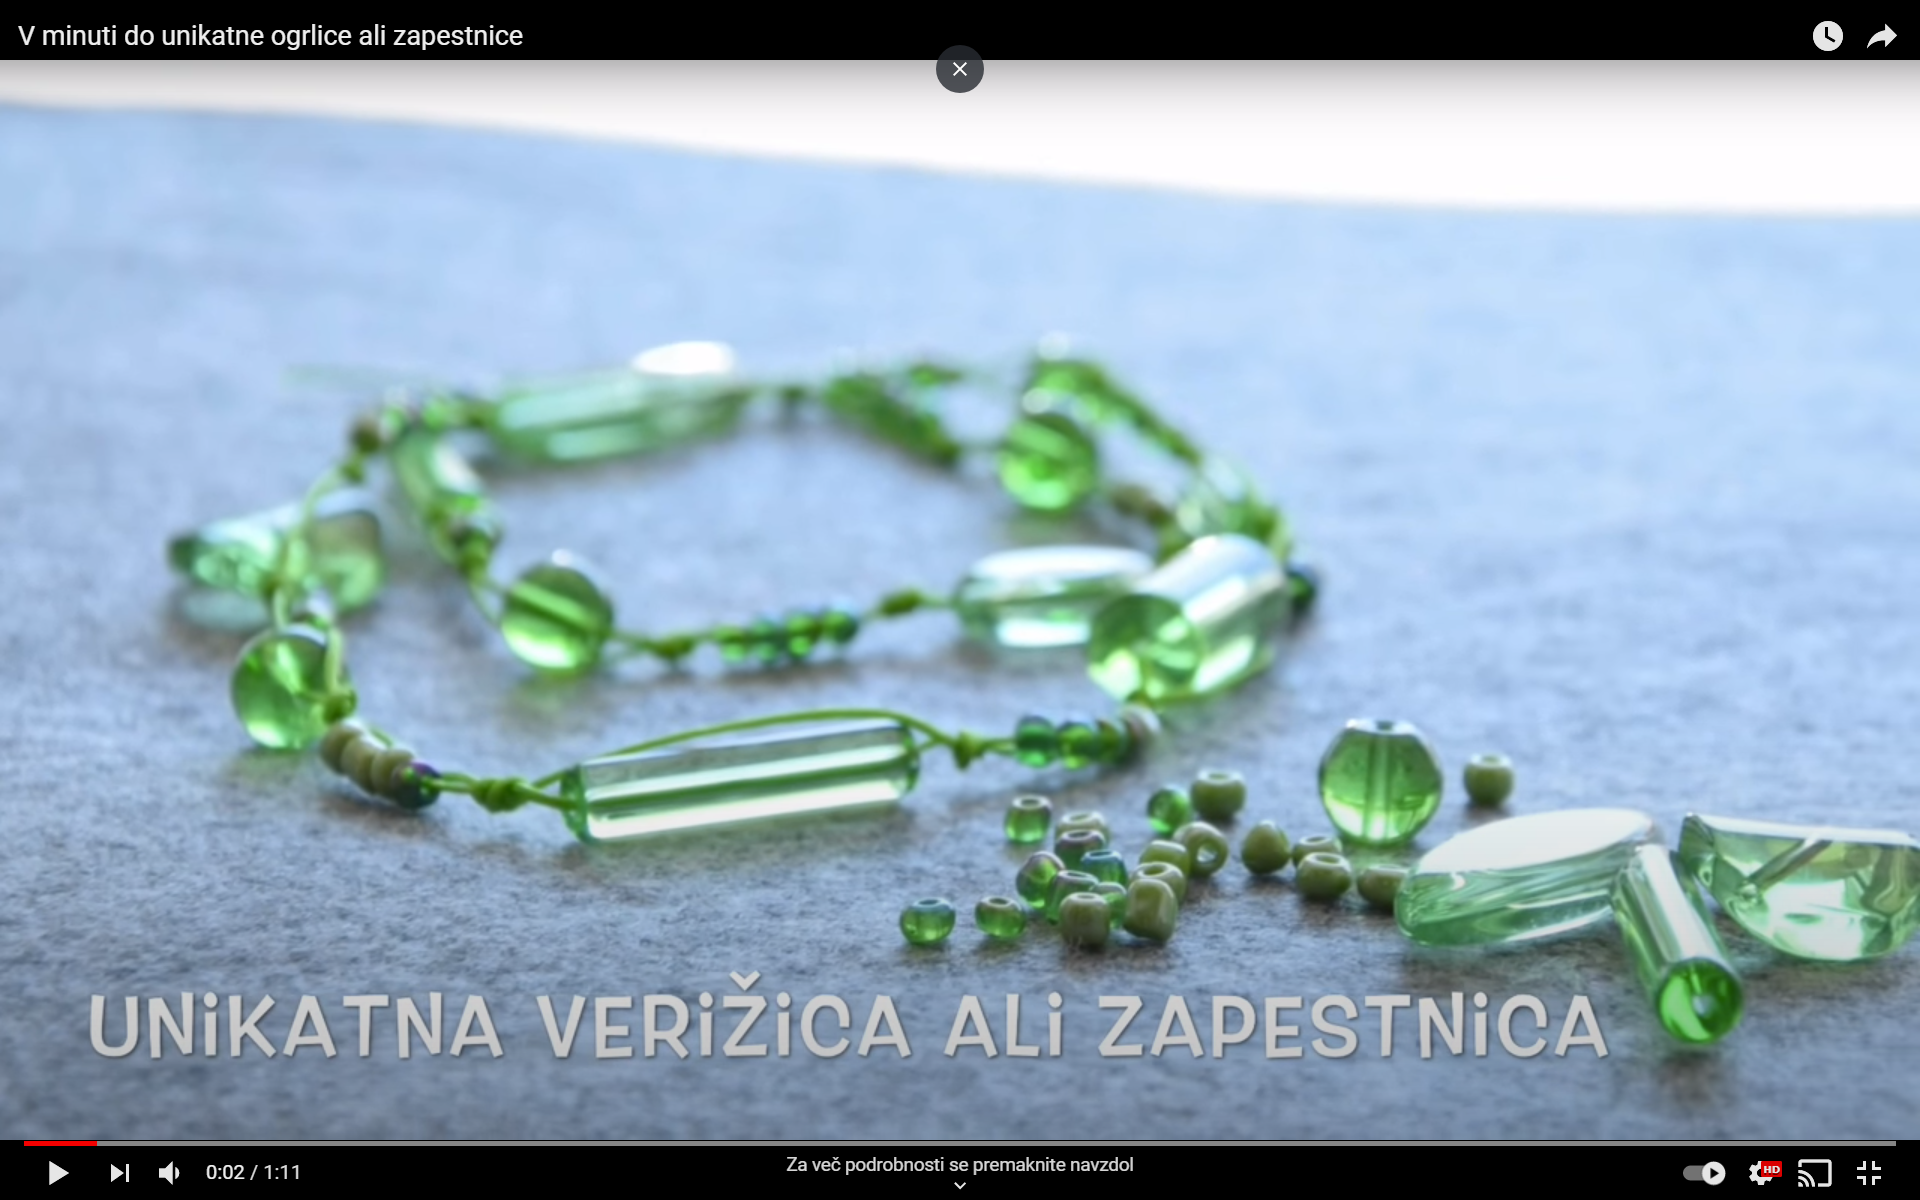 V minuti do unikatne ogrlice ali zapestnice
UNiKATNA VERiŽiCA ALi ZAPESTNiCA
0:02 / 1:11
Za več podrobnosti se premaknite navzdol
HD